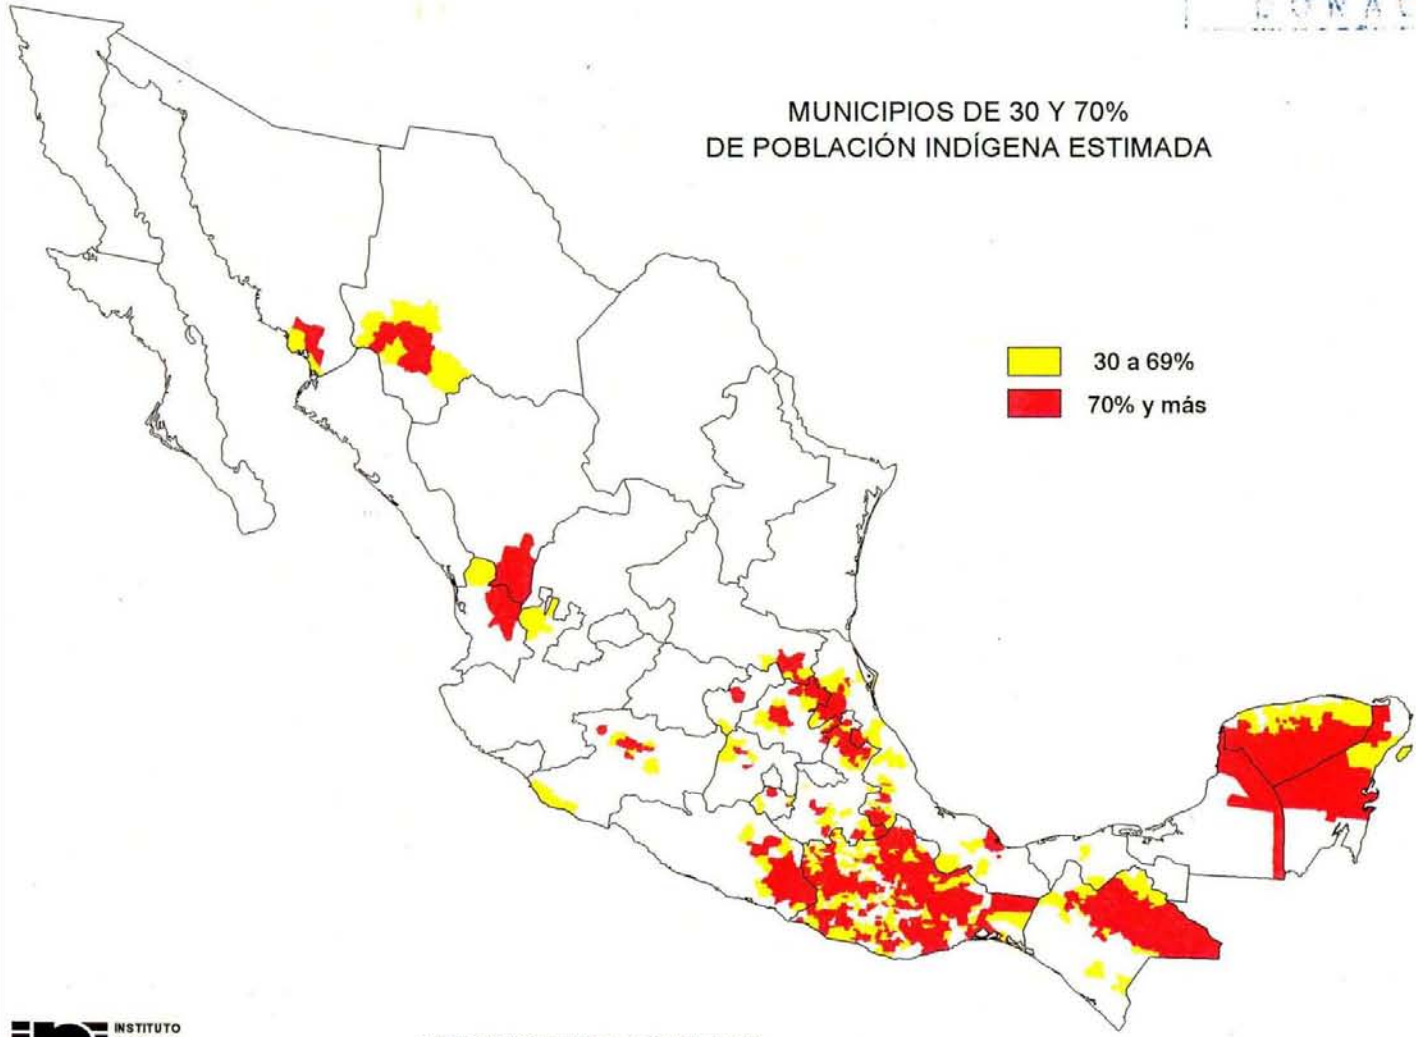 MUNICIPIOS DE 30 Y 70%
DE POBLACIÓN INDÍGENA ESTIMADA
30 a 69%
70% y más
INSTITUTO